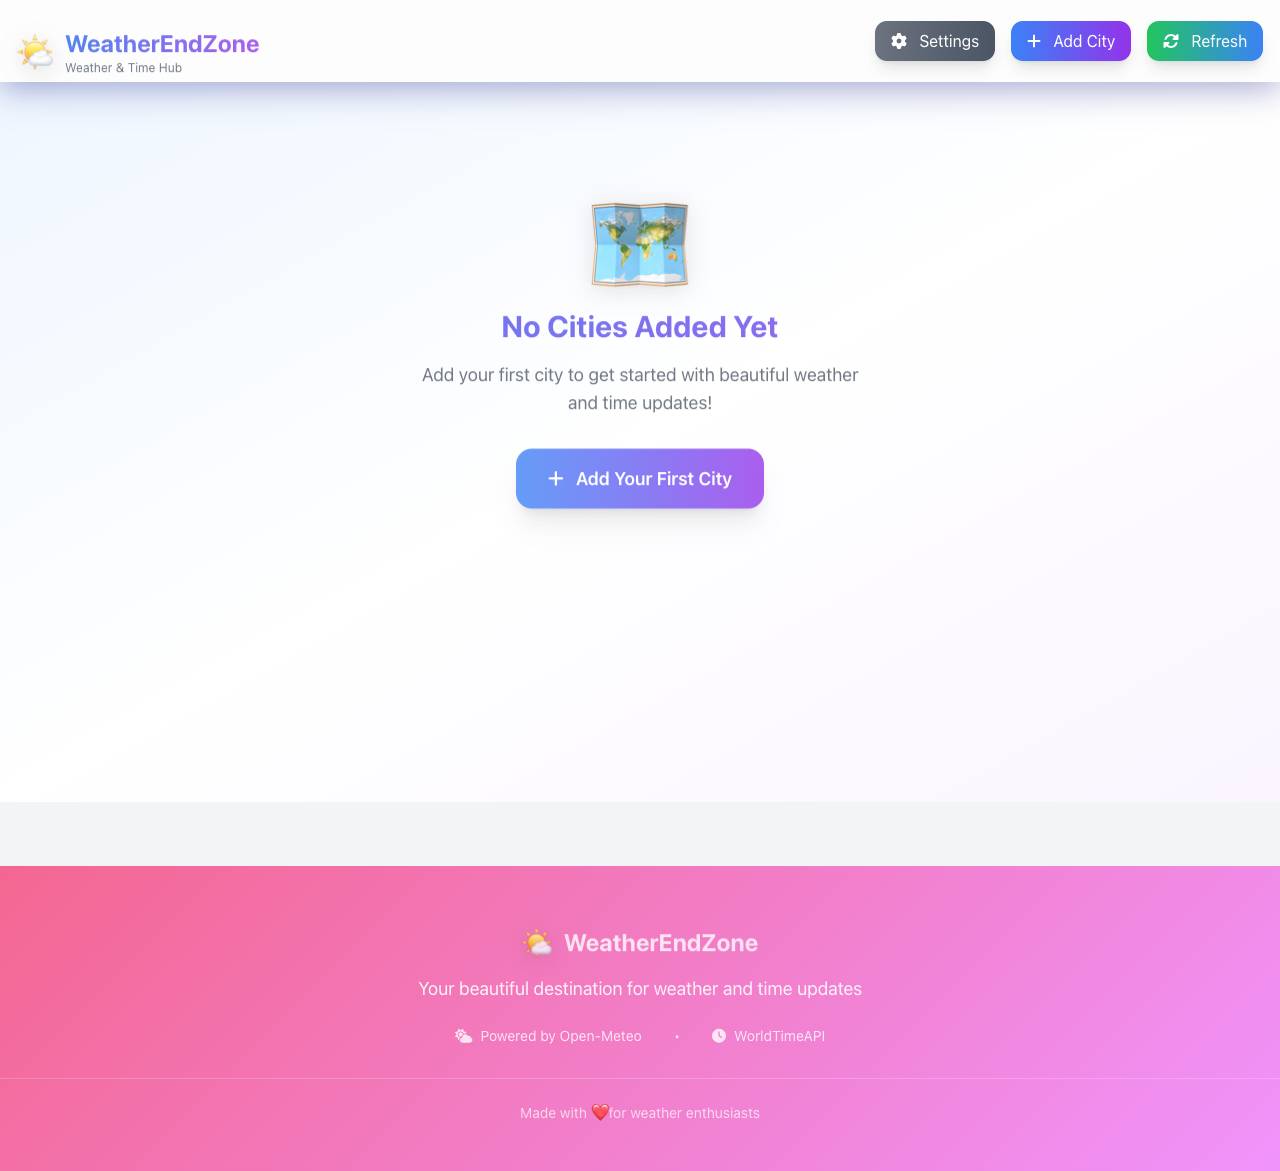 WeatherEndZone
Weather & Time Hub
Settings
Add City
Refresh
No Cities Added Yet
Add your first city to get started with beautiful weather
and time updates!
Add Your First City
WeatherEndZone
Your beautiful destination for weather and time updates
Powered by Open-Meteo • WorldTimeAPI
Made with ❤️for weather enthusiasts